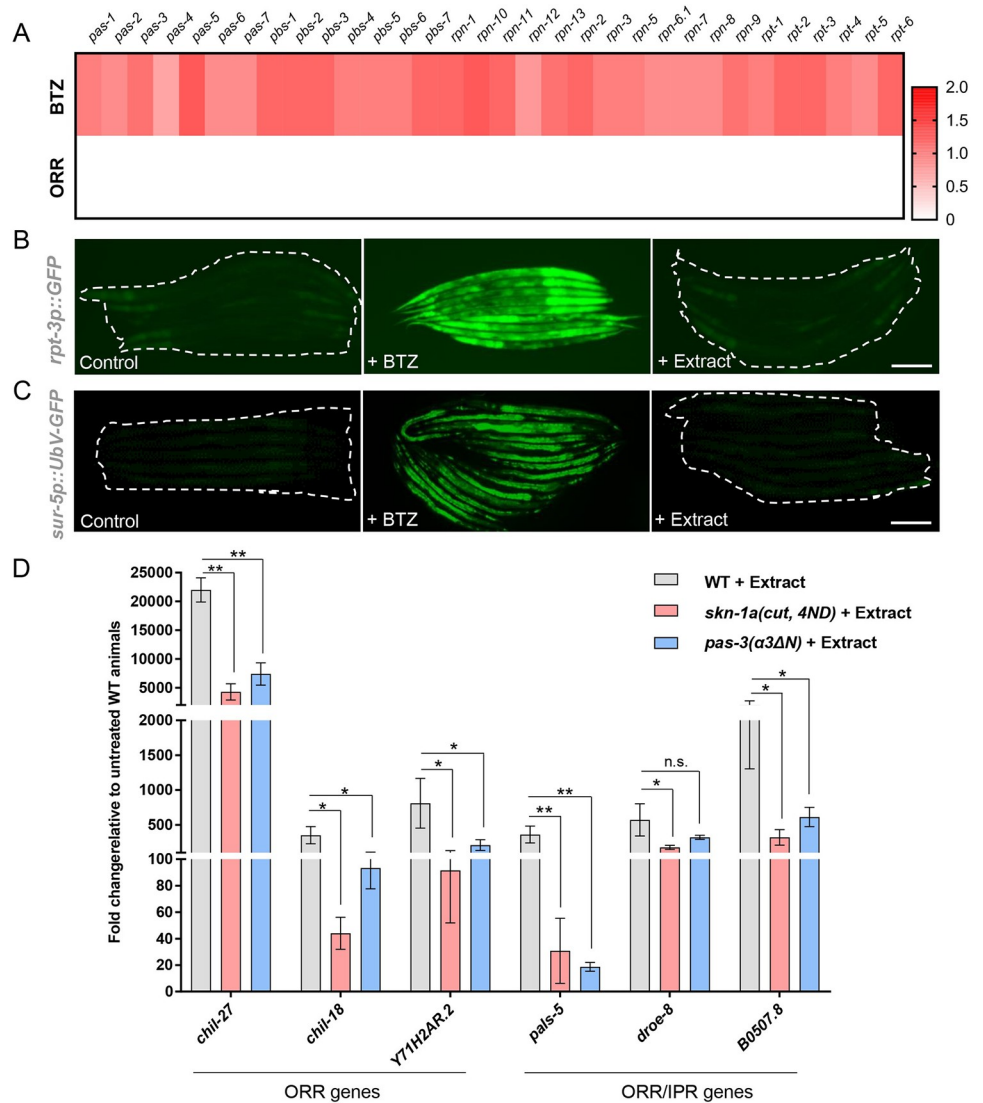 A
pas-1 pas-2 pas-3 pas-4 pas-5 pas-6 pas-7 pbs-1 pbs-2 pbs-3 pbs-4 pbs-5 pbs-6 pbs-7 rpn-1 rpn-10 rpn-11 rpn-12 rpn-13 rpn-2 rpn-3 rpn-5 rpn-6.1 rpn-7 rpn-8 rpn-9 rpt-1 rpt-2 rpt-3 rpt-4 rpt-5 rpt-6
BTZ
ORR
2.0
1.5
1.0
0.5
0
B
rpt-3p::GFP
Control
+ BTZ
+ Extract
C
sur-5p::UbV-GFP
Control
+ BTZ
+ Extract
D
Fold changerelative to untreated WT animals
25000
20000
15000
10000
5000
2000
1500
1000
500
100
80
60
40
20
0
** **
* *
* *
** **
* n.s.
* *
WT + Extract
skn-1a(cut, 4ND) + Extract
pas-3(α3ΔN) + Extract
chil-27 chil-18 Y71H2AR.2 pals-5 droe-8 B0507.8
ORR genes
ORR/IPR genes